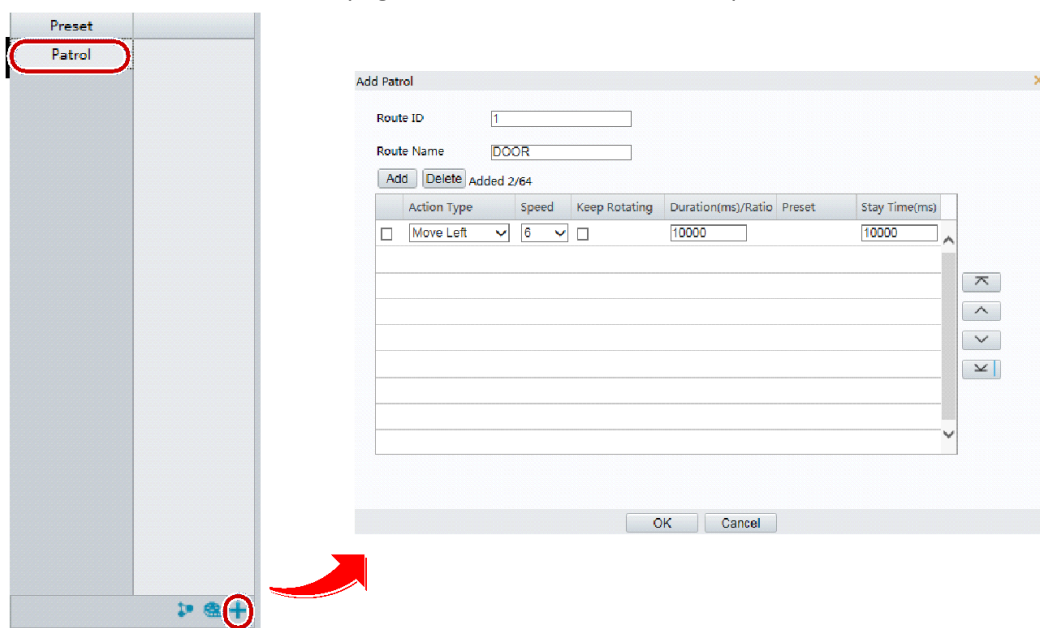 Preset
Patrol
Add Patrol
Route ID 1
Route Name DOOR
Add Delete Added 2/64
Action Type Speed Keep Rotating Duration(ms)/Ratio Preset Stay Time(ms)
Move Left 6 10000 10000
OK Cancel